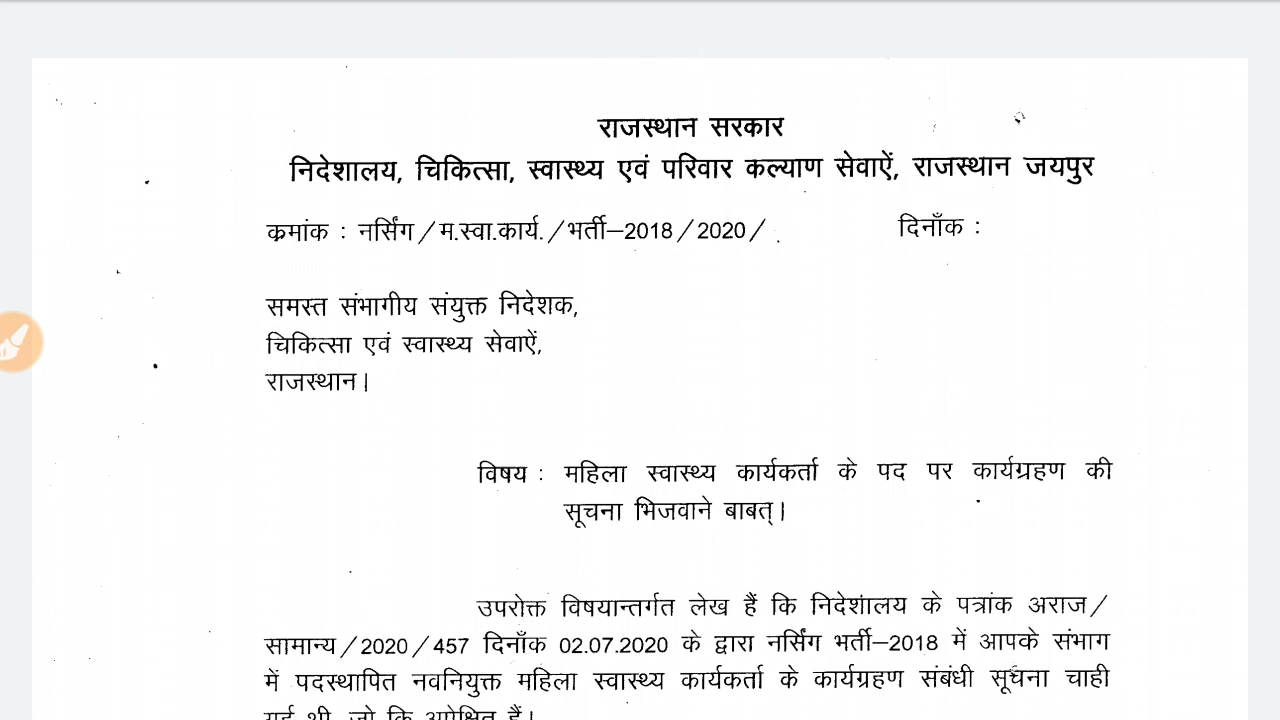 राजस्थान सरकार
निदेशालय, चिकित्सा, स्वास्थ्य एवं परिवार कल्याण सेवाऐं, राजस्थान जयपुर
कमांक : नर्सिंग/म.स्वा.कार्य./भर्ती–2018/2020/ दिनाँक :
समस्त संभागीय संयुक्त निदेशक,
चिकित्सा एवं स्वास्थ्य सेवाऐं,
राजस्थान।
विषय : महिला स्वास्थ्य कार्यकर्ता के पद पर कार्यग्रहण की
सूचना भिजवाने बाबत्।
उपरोक्त विषयान्तर्गत लेख हैं कि निदेशालय के पत्रांक अराज/
सामान्य/2020/457 दिनाँक 02.07.2020 के द्वारा नर्सिंग भर्ती–2018 में आपके संभाग
में पदस्थापित नवनियुक्त महिला स्वास्थ्य कार्यकर्ता के कार्यग्रहण संबंधी सूचना चाही
गई थी, जो कि अपेक्षित हैं।